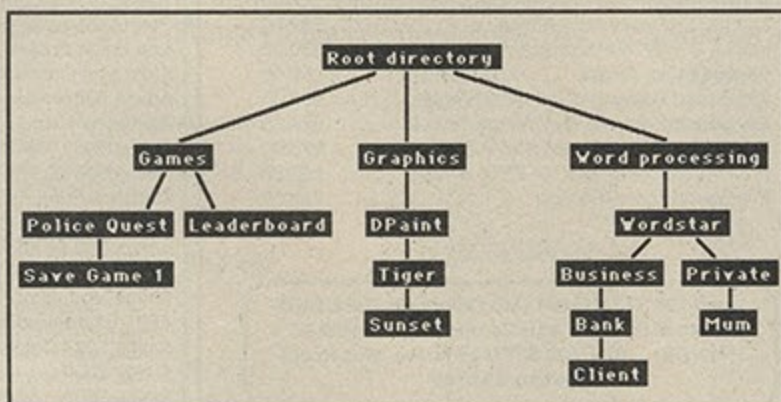 Root directory
Games Graphics Word processing
Police Quest Leaderboard DPaint Wordstar
Save Game 1 Tiger Business Private
Sunset Bank Mum
Client